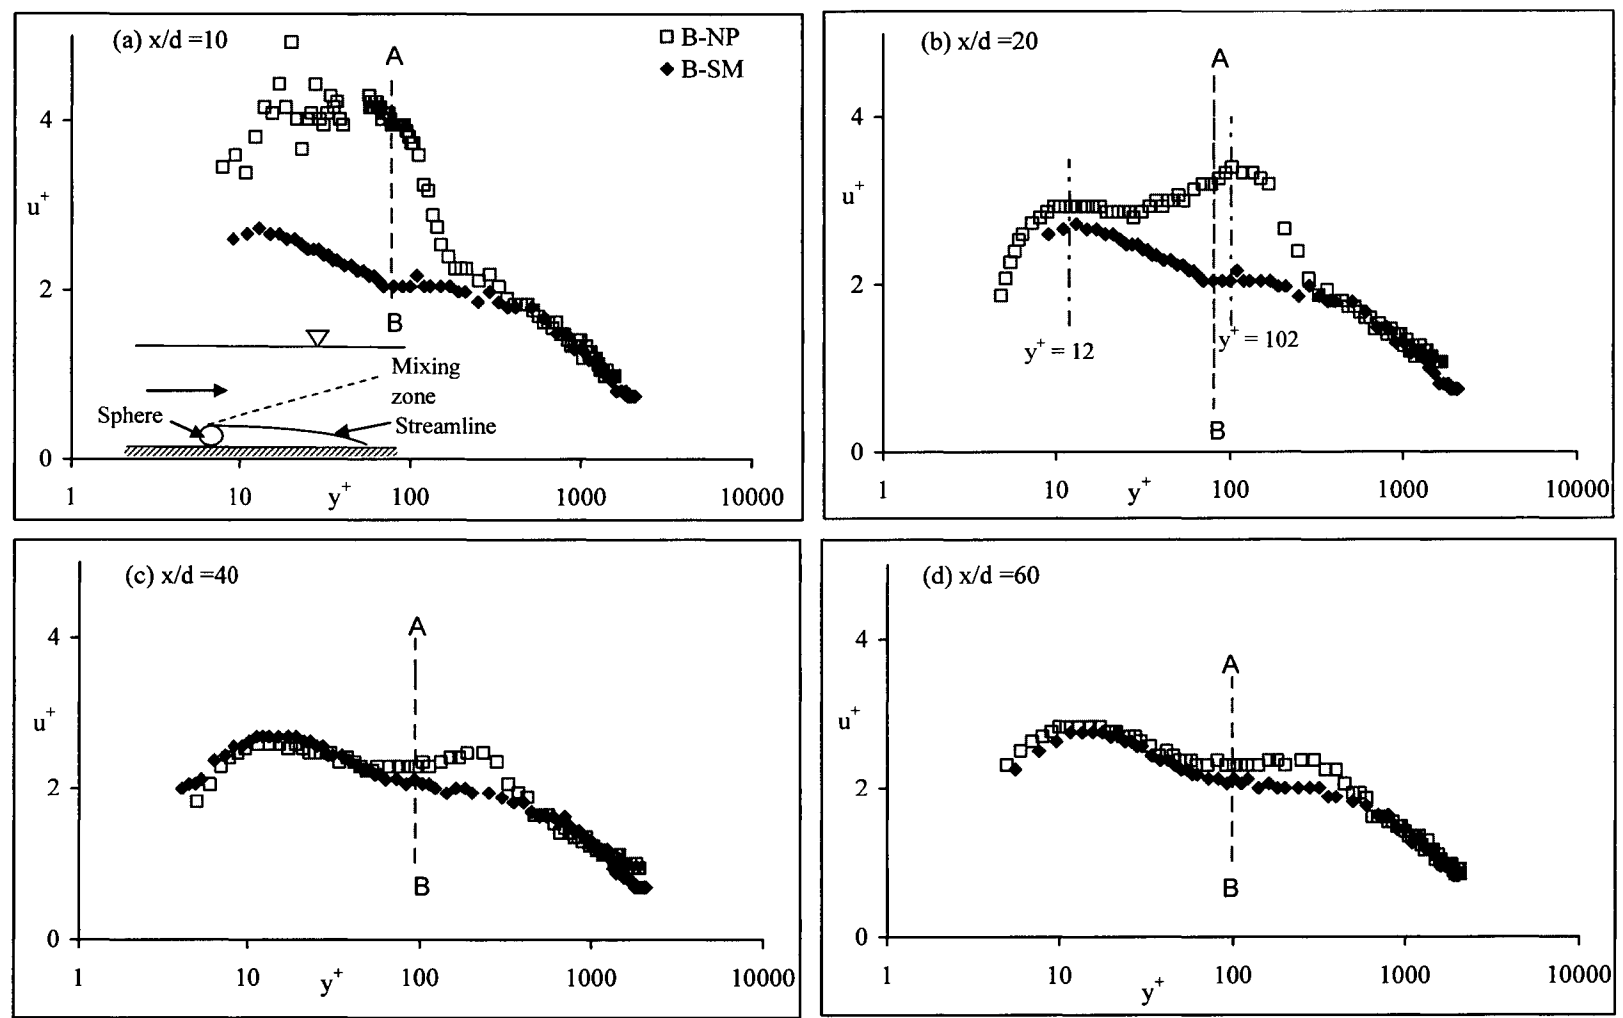 (a) x/d =10
A
□ B-NP
◆ B-SM
4
u⁺
2
B
Mixing
zone
Sphere
Streamline
0
1
10
y⁺
100
1000
10000
(b) x/d =20
A
4
u⁺
2
y⁺ = 12
y⁺ = 102
B
0
1
10
y⁺
100
1000
10000
(c) x/d =40
A
4
u⁺
2
B
0
1
10
y⁺
100
1000
10000
(d) x/d =60
A
4
u⁺
2
B
0
1
10
100
y⁺
1000
10000